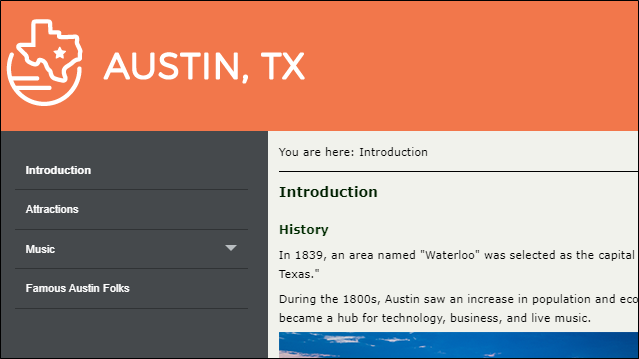 AUSTIN, TX
Introduction
Attractions
Music
Famous Austin Folks
You are here: Introduction
Introduction
History
In 1839, an area named "Waterloo" was selected as the capital
Texas."
During the 1800s, Austin saw an increase in population and eco
became a hub for technology, business, and live music.